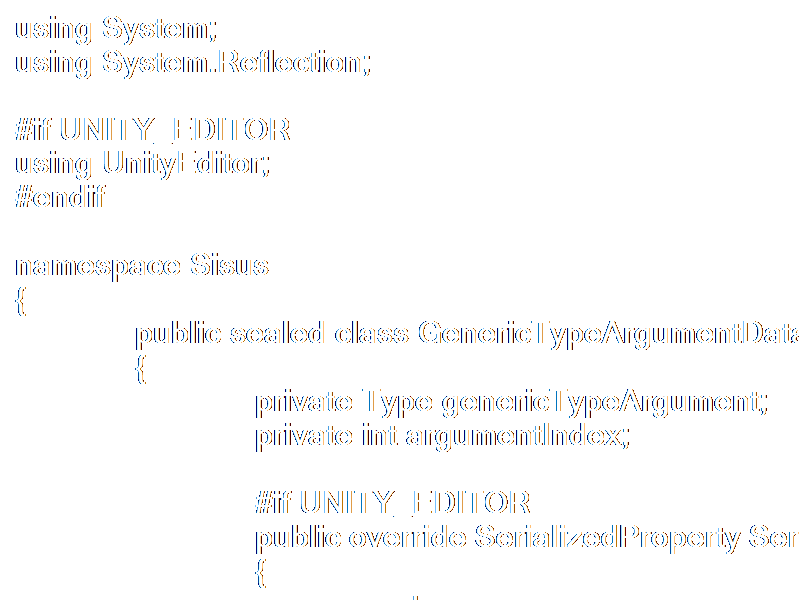 using System;
using System.Reflection;
#if UNITY_EDITOR
using UnityEditor;
#endif
namespace Sisus
{
public sealed class GenericTypeArgumentData
{
private Type genericTypeArgument;
private int argumentIndex;
#if UNITY_EDITOR
public override SerializedProperty Ser
{